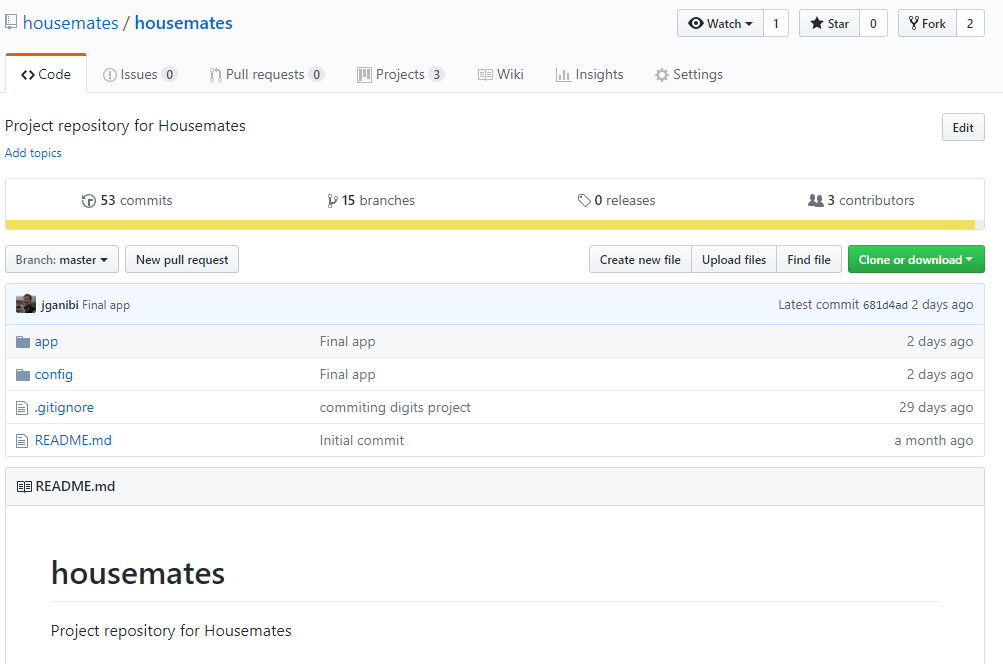 housemates / housemates Watch 1 Star 0 Fork 2
Code Issues 0 Pull requests 0 Projects 3 Wiki Insights Settings
Project repository for Housemates Edit
Add topics
53 commits 15 branches 0 releases 3 contributors
Branch: master New pull request Create new file Upload files Find file Clone or download
jganibi Final app Latest commit 681d4ad 2 days ago
app Final app 2 days ago
config Final app 2 days ago
.gitignore commiting digits project 29 days ago
README.md Initial commit a month ago
README.md
housemates
Project repository for Housemates